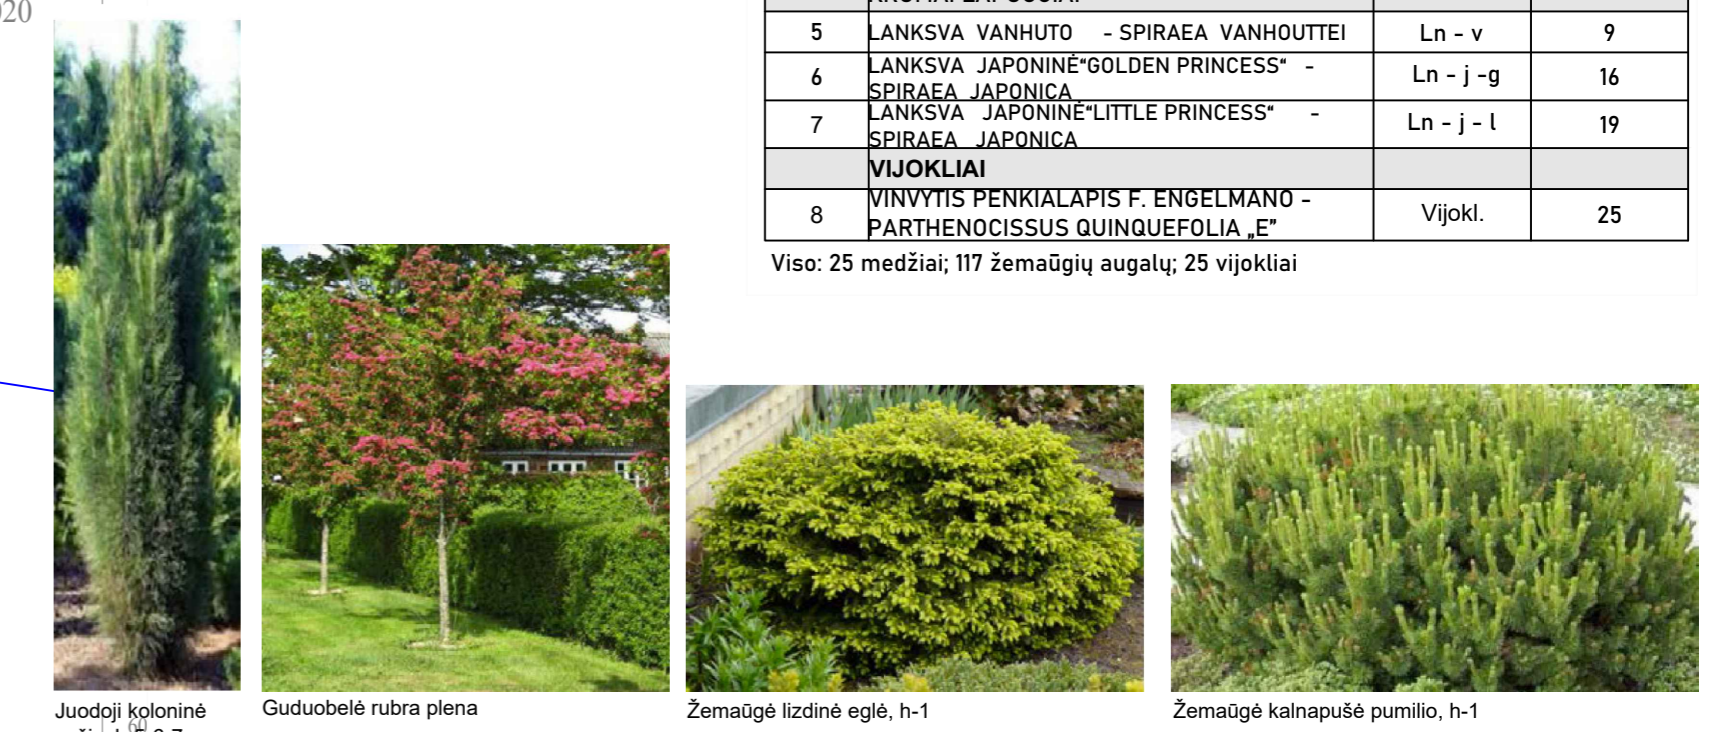 020
5 LANKSVA VANHUTO - SPIRAEA VANHOUTTEI Ln - v 9
6 LANKSVA JAPONINĖ“GOLDEN PRINCESS“ - Ln - j -g 16
SPIRAEA JAPONICA
7 LANKSVA JAPONINĖ“LITTLE PRINCESS“ - Ln - j - l 19
SPIRAEA JAPONICA
VIJOKLIAI
8 VINVYTIS PENKIALAPIS F. ENGELMANO - Vijokl. 25
PARTHENOCISSUS QUINQUEFOLIA „E”
Viso: 25 medžiai; 117 žemaūgių augalų; 25 vijokliai
Juodoji koloninė
60
Guduobelė rubra plena
Žemaūgė lizdinė eglė, h-1
Žemaūgė kalnapušė pumilio, h-1